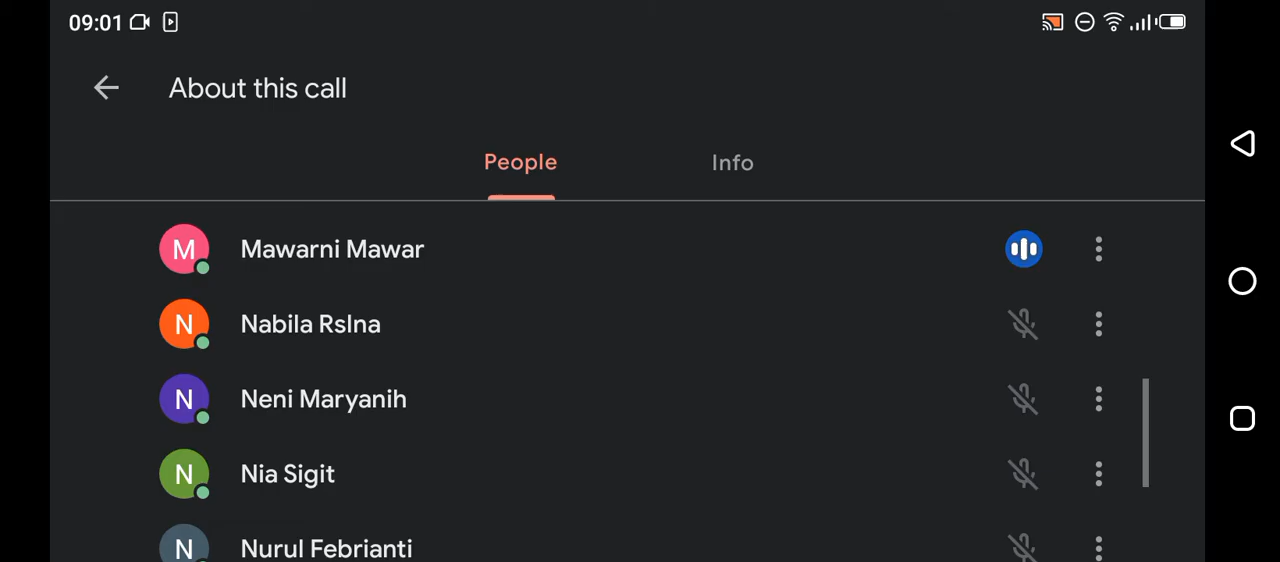 09:01
About this call
People
Info
M Mawarni Mawar
N Nabila Rslna
N Neni Maryanih
N Nia Sigit
N Nurul Febrianti